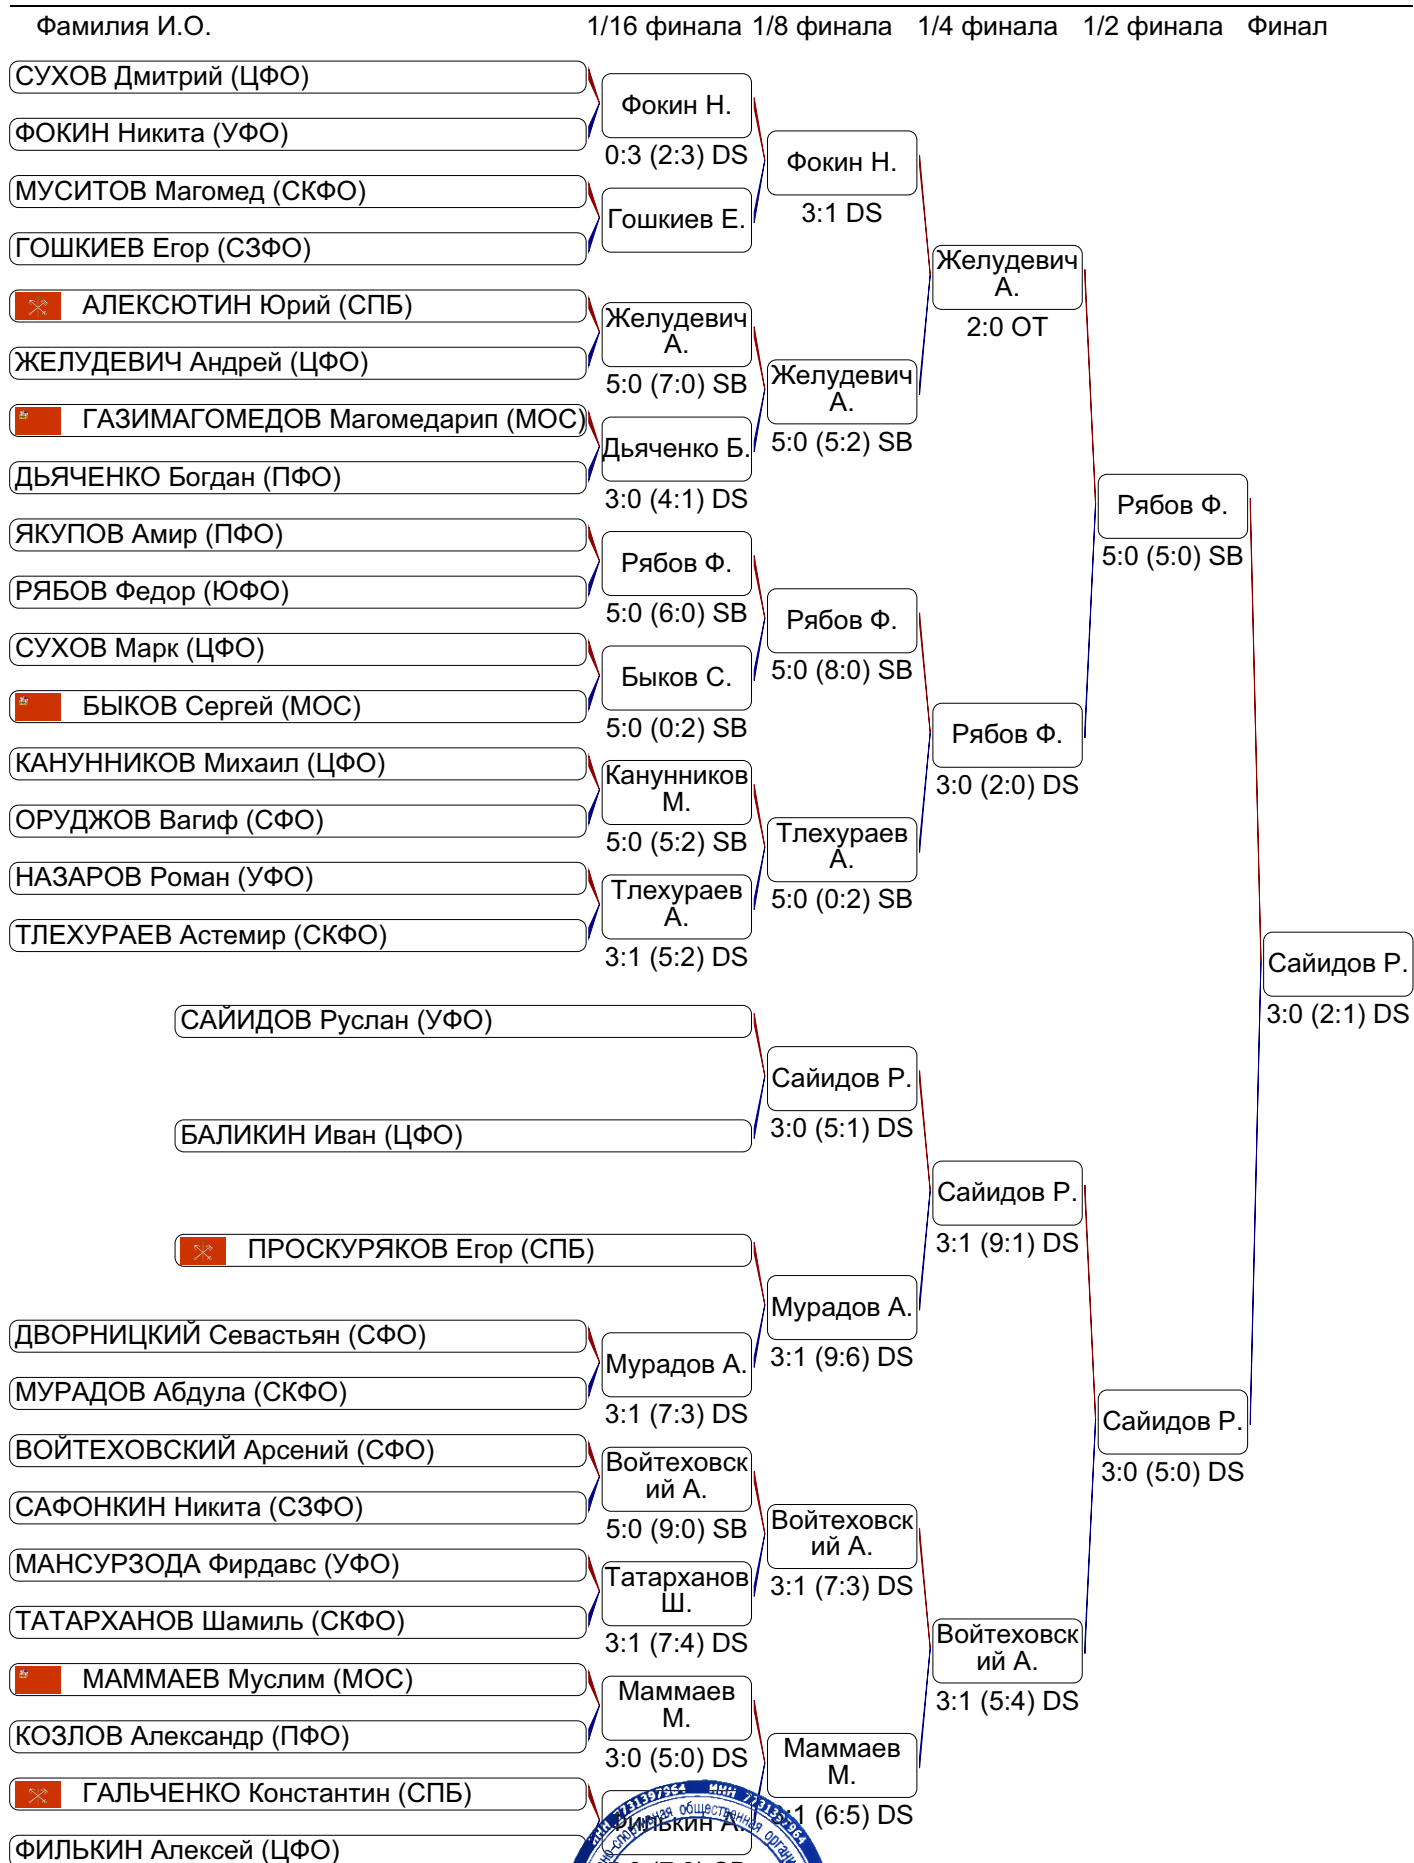 Фамилия И.О.
1/16 финала 1/8 финала 1/4 финала 1/2 финала Финал
СУХОВ Дмитрий (ЦФО)
ФОКИН Никита (УФО)
МУСИТОВ Магомед (СКФО)
ГОШКИЕВ Егор (СЗФО)
АЛЕКСЮТИН Юрий (СПБ)
ЖЕЛУДЕВИЧ Андрей (ЦФО)
ГАЗИМАГОМЕДОВ Магомедарип (МОС)
ДЬЯЧЕНКО Богдан (ПФО)
ЯКУПОВ Амир (ПФО)
РЯБОВ Федор (ЮФО)
СУХОВ Марк (ЦФО)
БЫКОВ Сергей (МОС)
КАНУННИКОВ Михаил (ЦФО)
ОРУДЖОВ Вагиф (СФО)
НАЗАРОВ Роман (УФО)
ТЛЕХУРАЕВ Астемир (СКФО)
САЙИДОВ Руслан (УФО)
БАЛИКИН Иван (ЦФО)
ПРОСКУРЯКОВ Егор (СПБ)
ДВОРНИЦКИЙ Севастьян (СФО)
МУРАДОВ Абдула (СКФО)
ВОЙТЕХОВСКИЙ Арсений (СФО)
САФОНКИН Никита (СЗФО)
МАНСУРЗОДА Фирдавс (УФО)
ТАТАРХАНОВ Шамиль (СКФО)
МАММАЕВ Муслим (МОС)
КОЗЛОВ Александр (ПФО)
ГАЛЬЧЕНКО Константин (СПБ)
ФИЛЬКИН Алексей (ЦФО)
Фокин Н.
0:3 (2:3) DS
Гошкиев Е.
Желудевич
А.
5:0 (7:0) SB
Дьяченко Б.
3:0 (4:1) DS
Рябов Ф.
5:0 (6:0) SB
Быков С.
5:0 (0:2) SB
Канунников
М.
5:0 (5:2) SB
Тлехураев
А.
3:1 (5:2) DS
Мурадов А.
3:1 (7:3) DS
Войтеховск
ий А.
5:0 (9:0) SB
Татарханов
Ш.
3:1 (7:4) DS
Маммаев
М.
3:0 (5:0) DS
Филькин А.
Фокин Н.
3:1 DS
Желудевич
А.
5:0 (5:2) SB
Рябов Ф.
5:0 (8:0) SB
Тлехураев
А.
5:0 (0:2) SB
Сайидов Р.
3:0 (5:1) DS
Мурадов А.
3:1 (9:6) DS
Войтеховск
ий А.
3:1 (7:3) DS
Маммаев
М.
(6:5) DS
Желудевич
А.
2:0 OT
Рябов Ф.
3:0 (2:0) DS
Сайидов Р.
3:1 (9:1) DS
Войтеховск
ий А.
3:1 (5:4) DS
Рябов Ф.
5:0 (5:0) SB
Сайидов Р.
3:0 (5:0) DS
Сайидов Р.
3:0 (2:1) DS